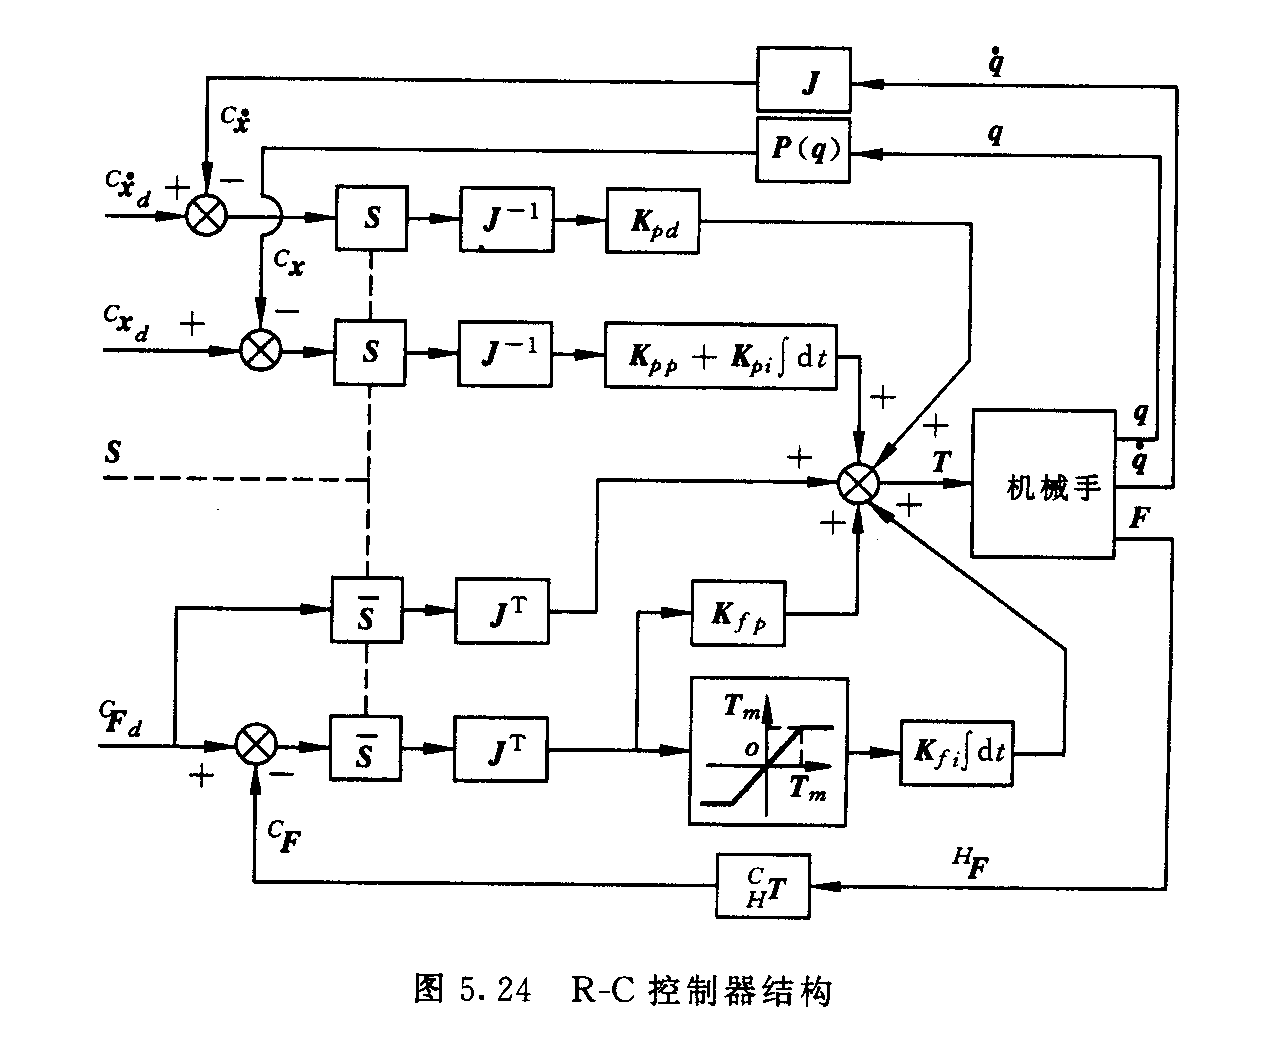 J
q̇
Cẋ
P(q)
q
Cẋd + −
S
J−1
Kpd
Cx
Cxd + −
S
J−1
Kpp + Kpi∫dt
+
+
S
+
T
机械手
q
q̇
+
+
F
S̄
JT
Kfp
CFd
+ −
S̄
JT
Tm
o
Tm
Kfi∫dt
CF
CHT
HF
图 5.24 R-C 控制器结构